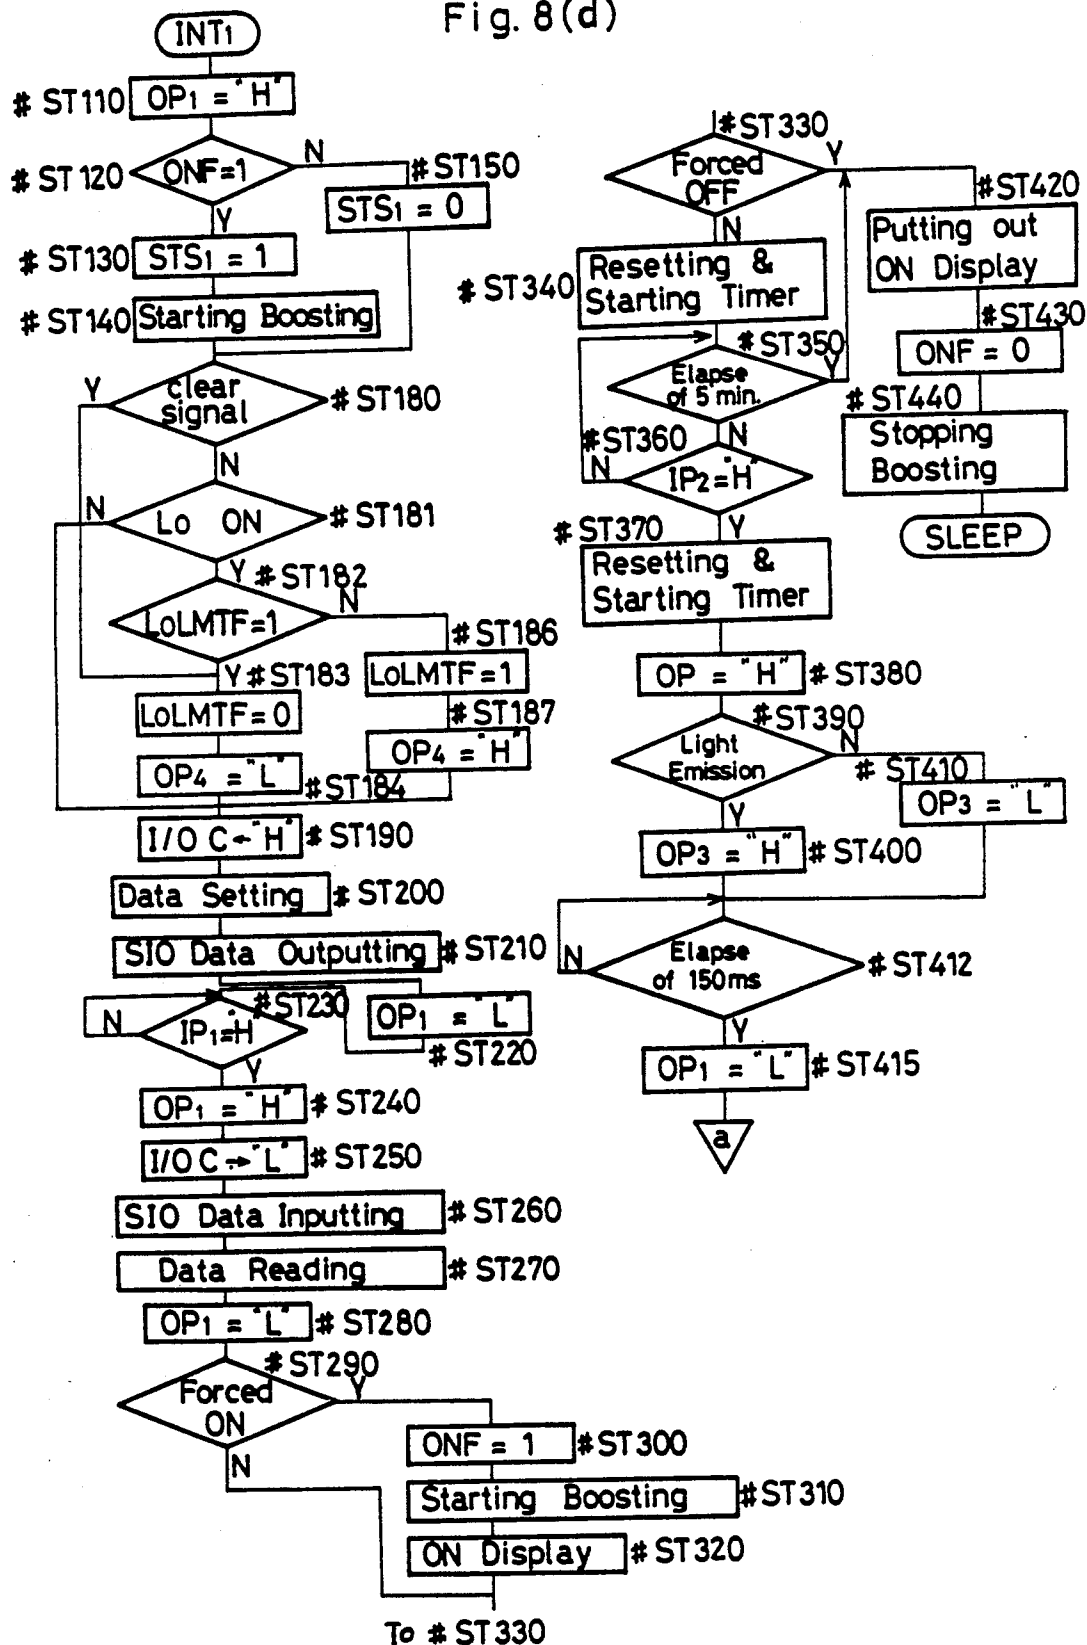 Fig. 8(d)
INT1
# ST110
OP1 = "H"
# ST120
ONF=1
N
Y
# ST150
STS1 = 0
# ST130
STS1 = 1
# ST140
Starting Boosting
Y
clear
signal
# ST180
N
N
Lo ON
# ST181
Y
# ST182
LoLMTF=1
N
# ST186
LoLMTF=1
Y
# ST183
LoLMTF=0
# ST187
OP4 = "H"
OP4 = "L"
# ST184
I/O C ← "H"
# ST190
Data Setting
# ST200
SIO Data Outputting
# ST210
# ST230
N
IP1="H"
OP1 = "L"
# ST220
Y
OP1 = "H"
# ST240
I/O C → "L"
# ST250
SIO Data Inputting
# ST260
Data Reading
# ST270
OP1 = "L"
# ST280
# ST290
Forced
ON
Y
N
ONF = 1
# ST300
Starting Boosting
# ST310
ON Display
# ST320
To # ST330
# ST330
Forced
OFF
Y
N
# ST420
Putting out
ON Display
# ST340
Resetting &
Starting Timer
# ST430
ONF = 0
# ST350
Elapse
of 5 min.
Y
N
# ST440
Stopping
Boosting
SLEEP
# ST360
N
IP2="H"
Y
# ST370
Resetting &
Starting Timer
OP = "H"
# ST380
# ST390
Light
Emission
N
Y
# ST410
OP3 = "L"
OP3 = "H"
# ST400
N
Elapse
of 150ms
# ST412
Y
OP1 = "L"
# ST415
a